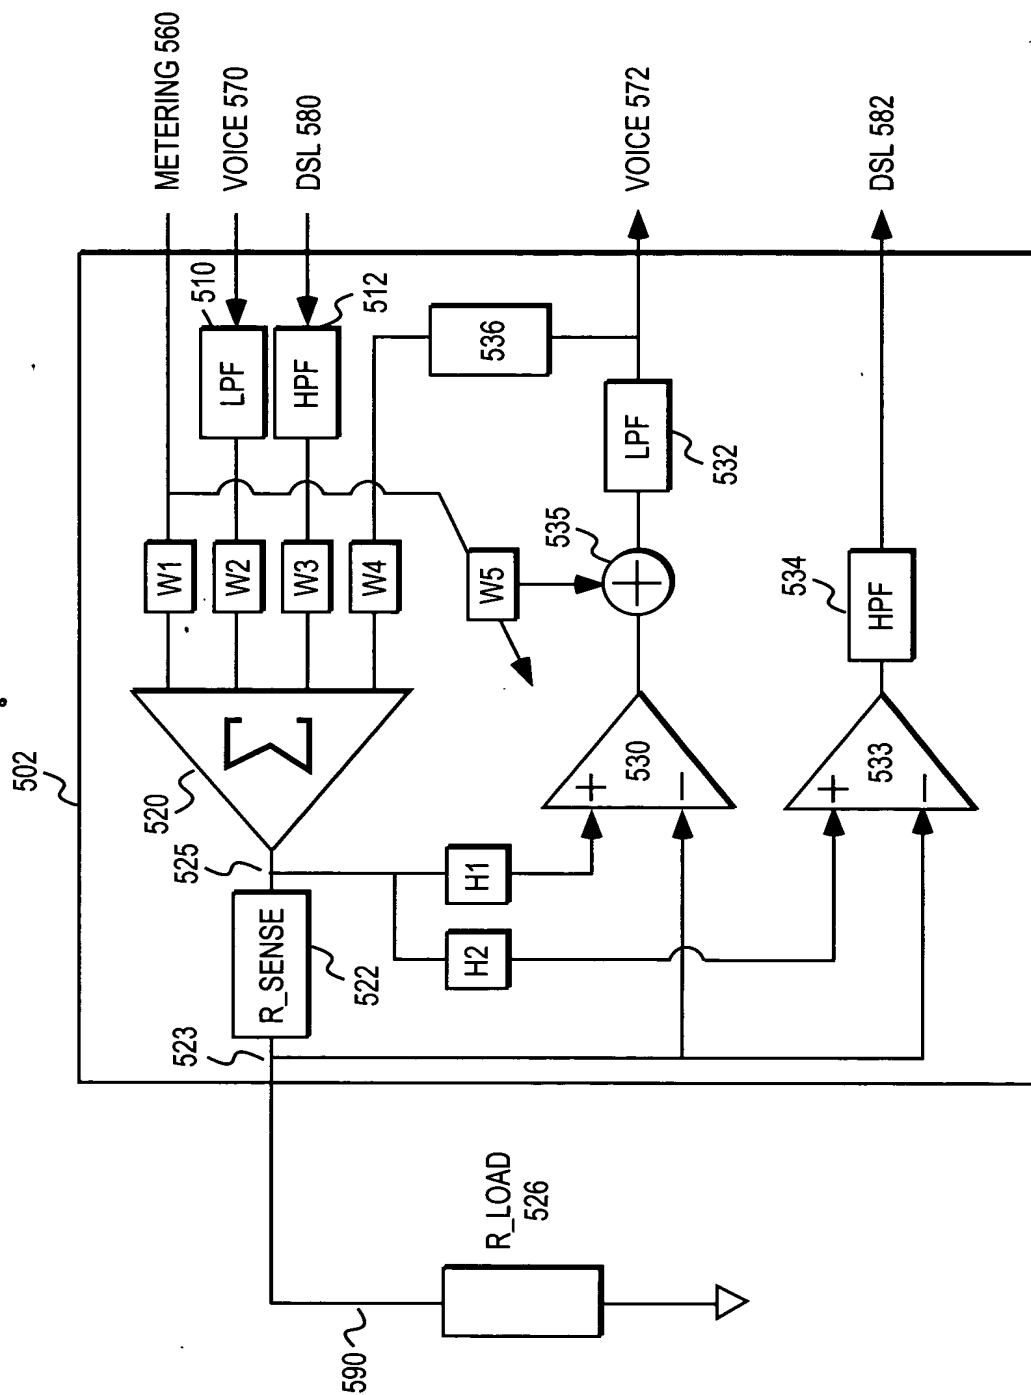 502
METERING 560
VOICE 570
DSL 580
510
512
LPF
HPF
W1
W2
W3
W4
W5
536
Σ
520
525
523
R_SENSE
522
H1
H2
+
530
−
535
+
LPF
532
VOICE 572
+
533
−
534
HPF
DSL 582
R_LOAD
526
590